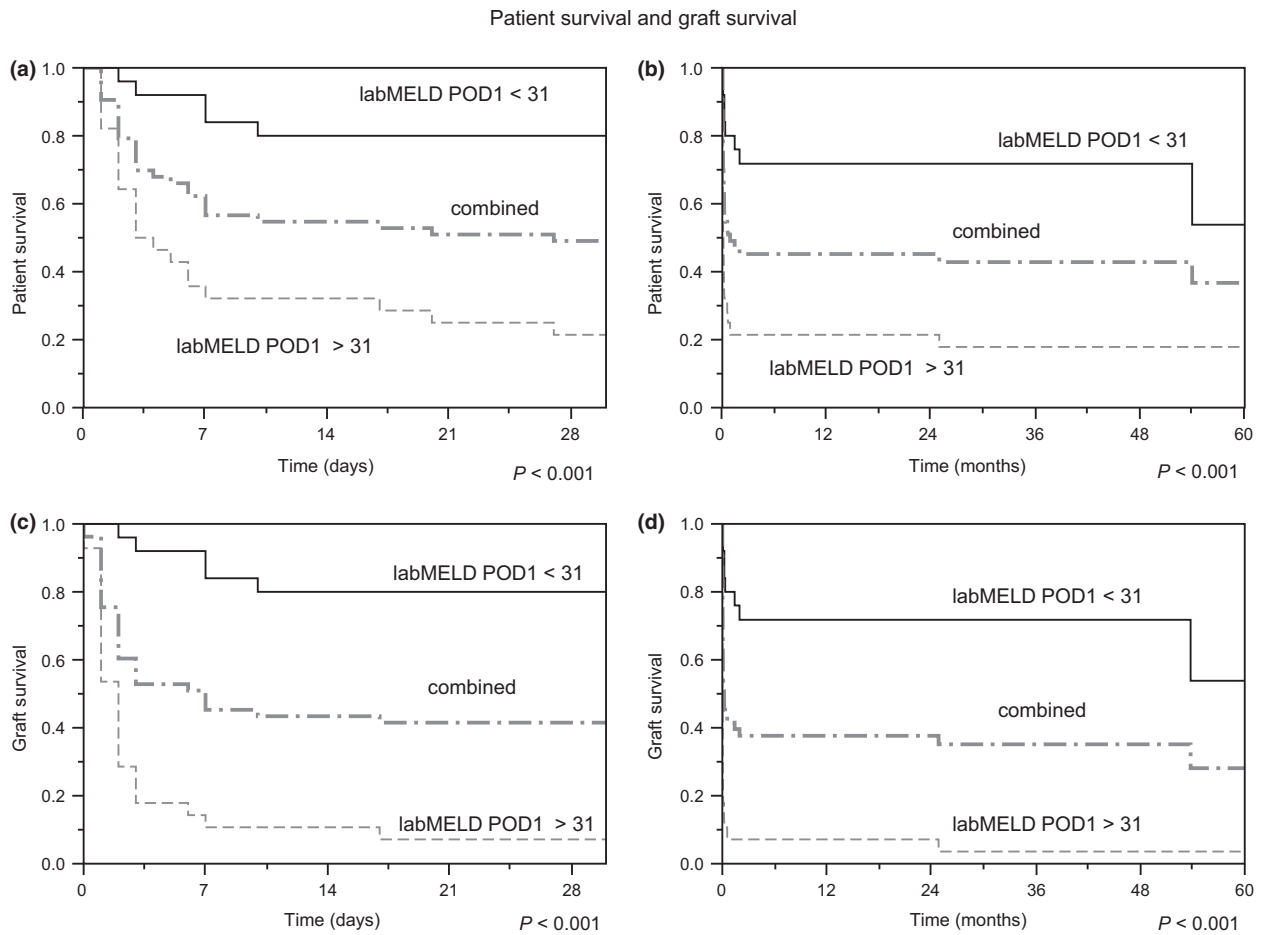 Patient survival and graft survival
(a)
1.0
0.8
0.6
0.4
0.2
0.0
Patient survival
labMELD POD1 < 31
combined
labMELD POD1 > 31
0 7 14 21 28
Time (days)
P < 0.001
(b)
1.0
0.8
0.6
0.4
0.2
0.0
Patient survival
labMELD POD1 < 31
combined
labMELD POD1 > 31
0 12 24 36 48 60
Time (months)
P < 0.001
(c)
1.0
0.8
0.6
0.4
0.2
0.0
Graft survival
labMELD POD1 < 31
combined
labMELD POD1 > 31
0 7 14 21 28
Time (days)
P < 0.001
(d)
1.0
0.8
0.6
0.4
0.2
0.0
Graft survival
labMELD POD1 < 31
combined
labMELD POD1 > 31
0 12 24 36 48 60
Time (months)
P < 0.001